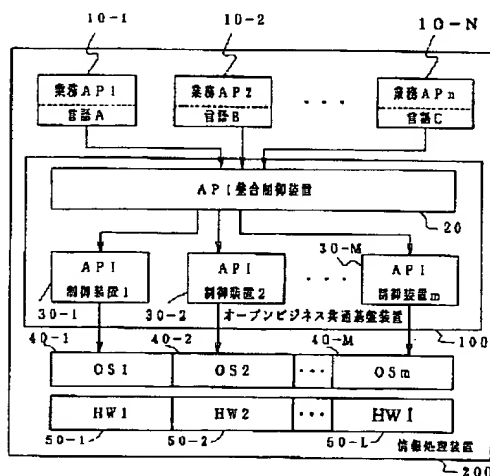 10-1 10-2 10-N
業務AP1 業務AP2 ・・・ 業務APn
言語A 言語B 言語C
API整合制御装置
20
30-M
API API ・・・ API
制御装置1 制御装置2 制御装置m
30-1 30-2 オープンビジネス共通基盤装置
100
40-1 40-2 40-M
OS1 OS2 ・・・ OSm
HW1 HW2 ・・・ HWI
50-1 50-2 50-L 情報処理装置
200